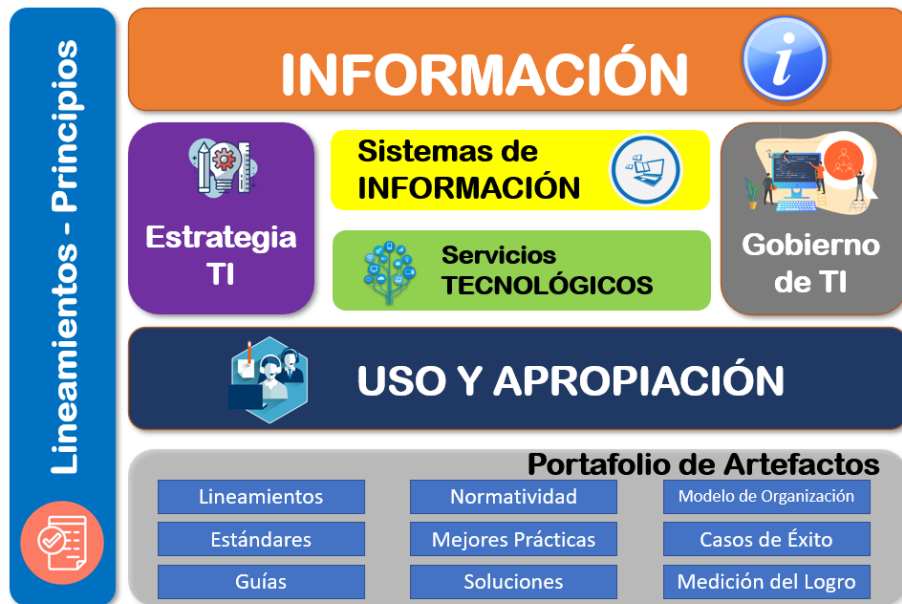 Lineamientos - Principios
INFORMACIÓN
i
Estrategia
TI
Sistemas de
INFORMACIÓN
Servicios
TECNOLÓGICOS
Gobierno
de TI
USO Y APROPIACIÓN
Portafolio de Artefactos
Lineamientos
Normatividad
Modelo de Organización
Estándares
Mejores Prácticas
Casos de Éxito
Guías
Soluciones
Medición del Logro